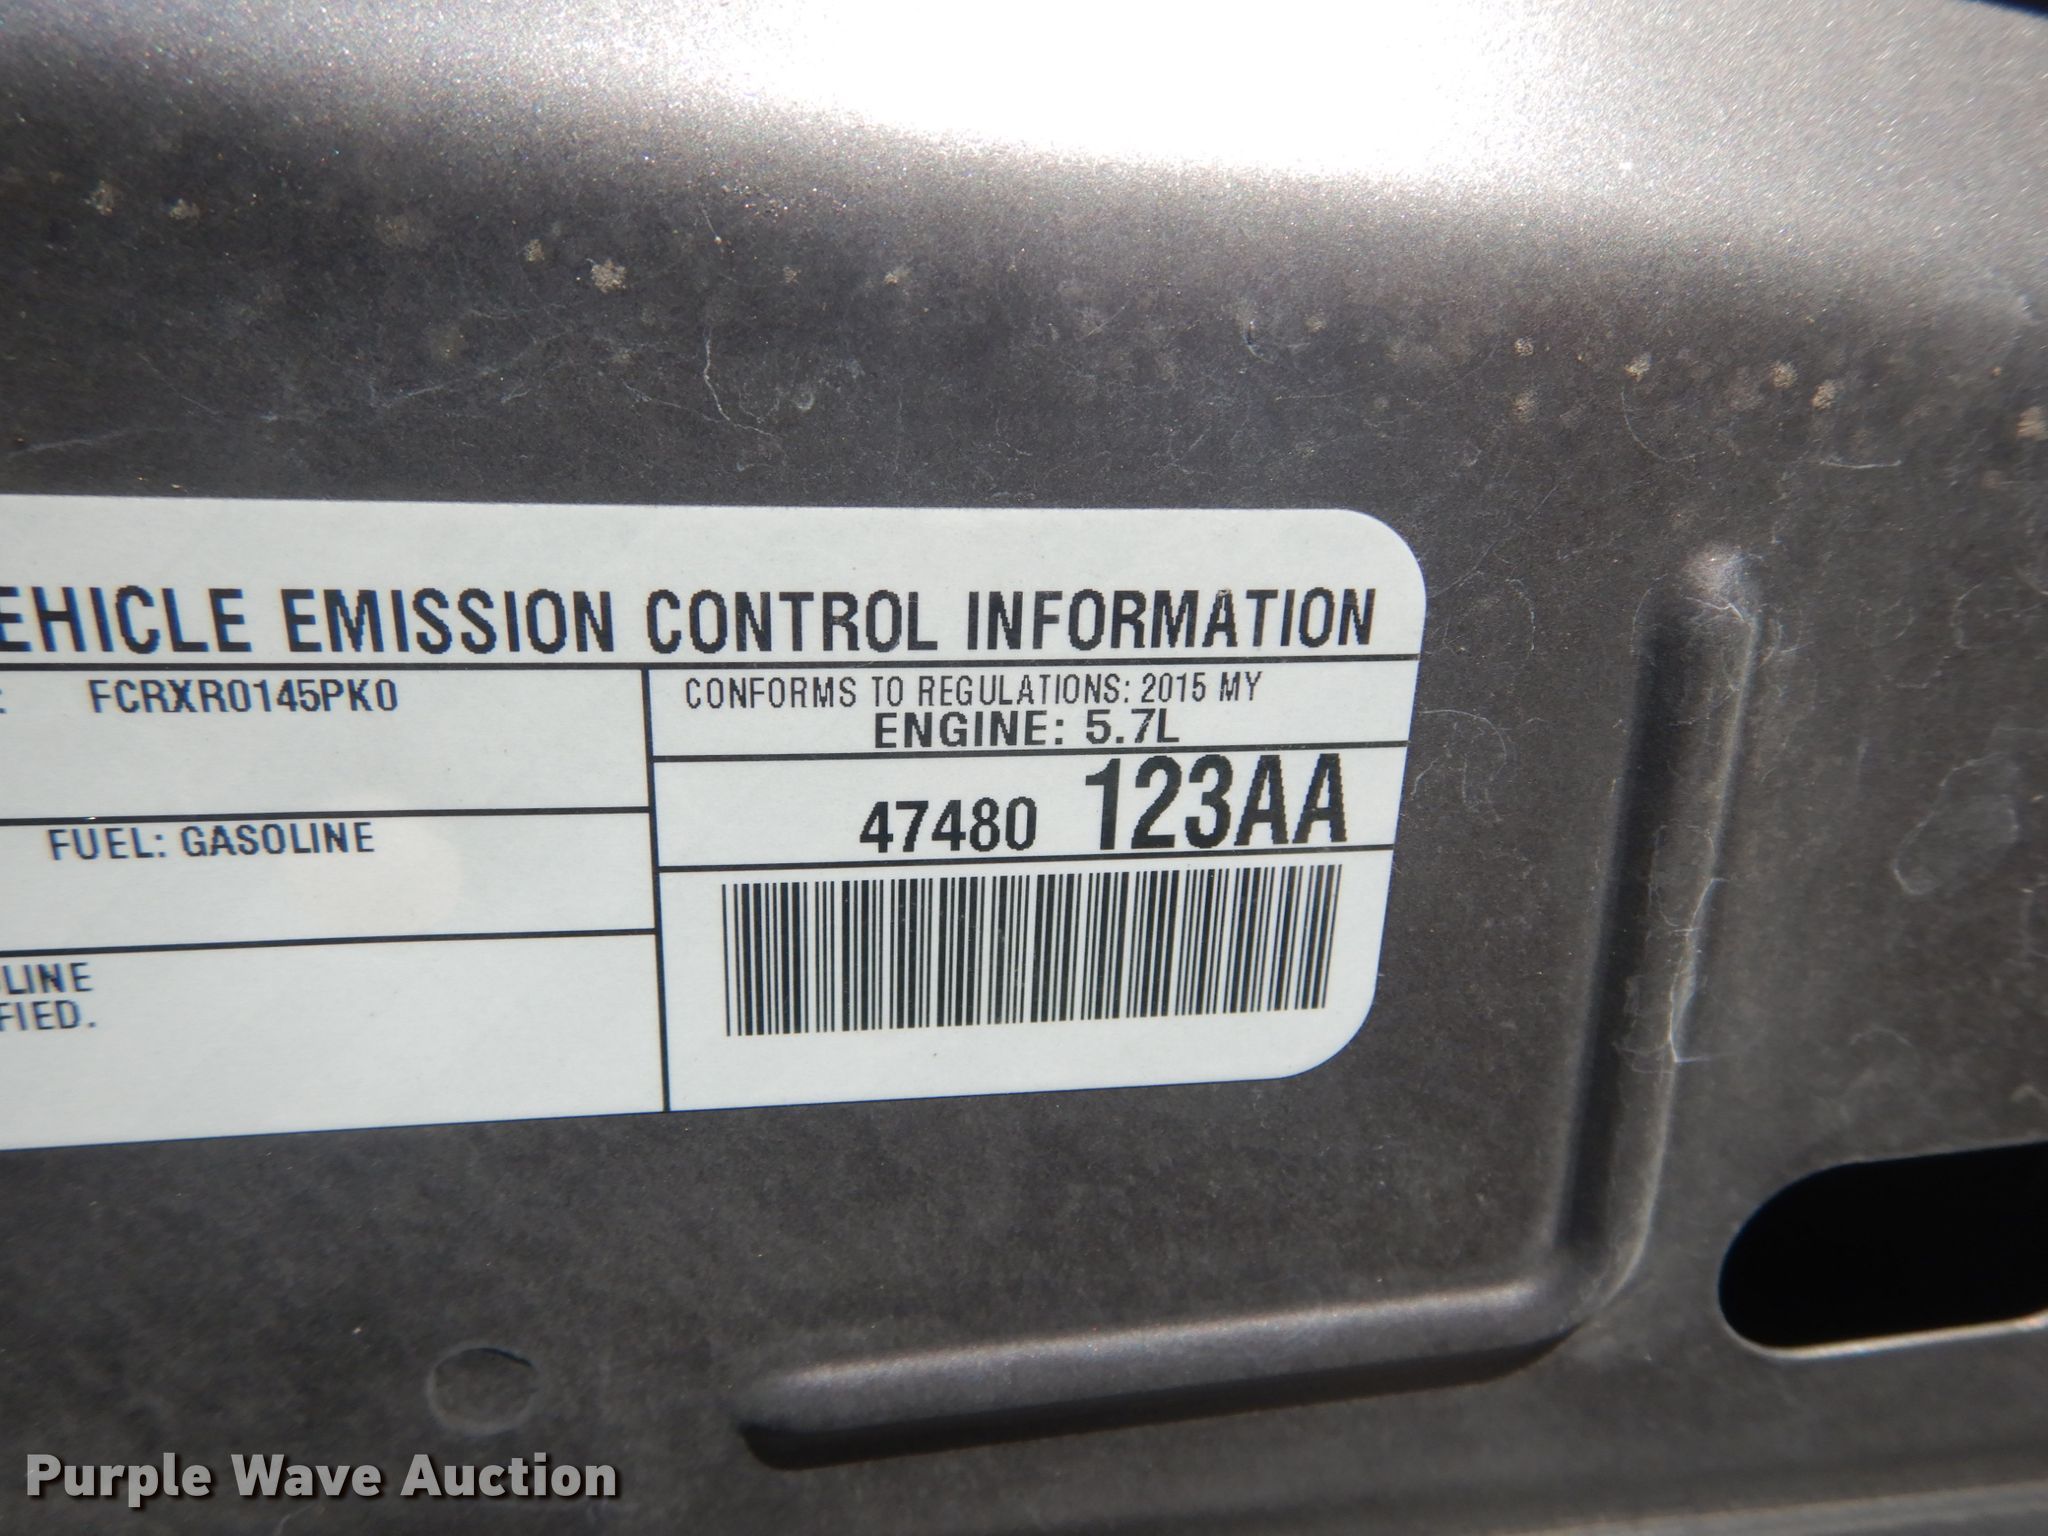 EHICLE EMISSION CONTROL INFORMATION
FCRXR0145PK0
CONFORMS TO REGULATIONS: 2015 MY
ENGINE: 5.7L
47480 123AA
FUEL: GASOLINE
LINE
FIED.
Purple Wave Auction